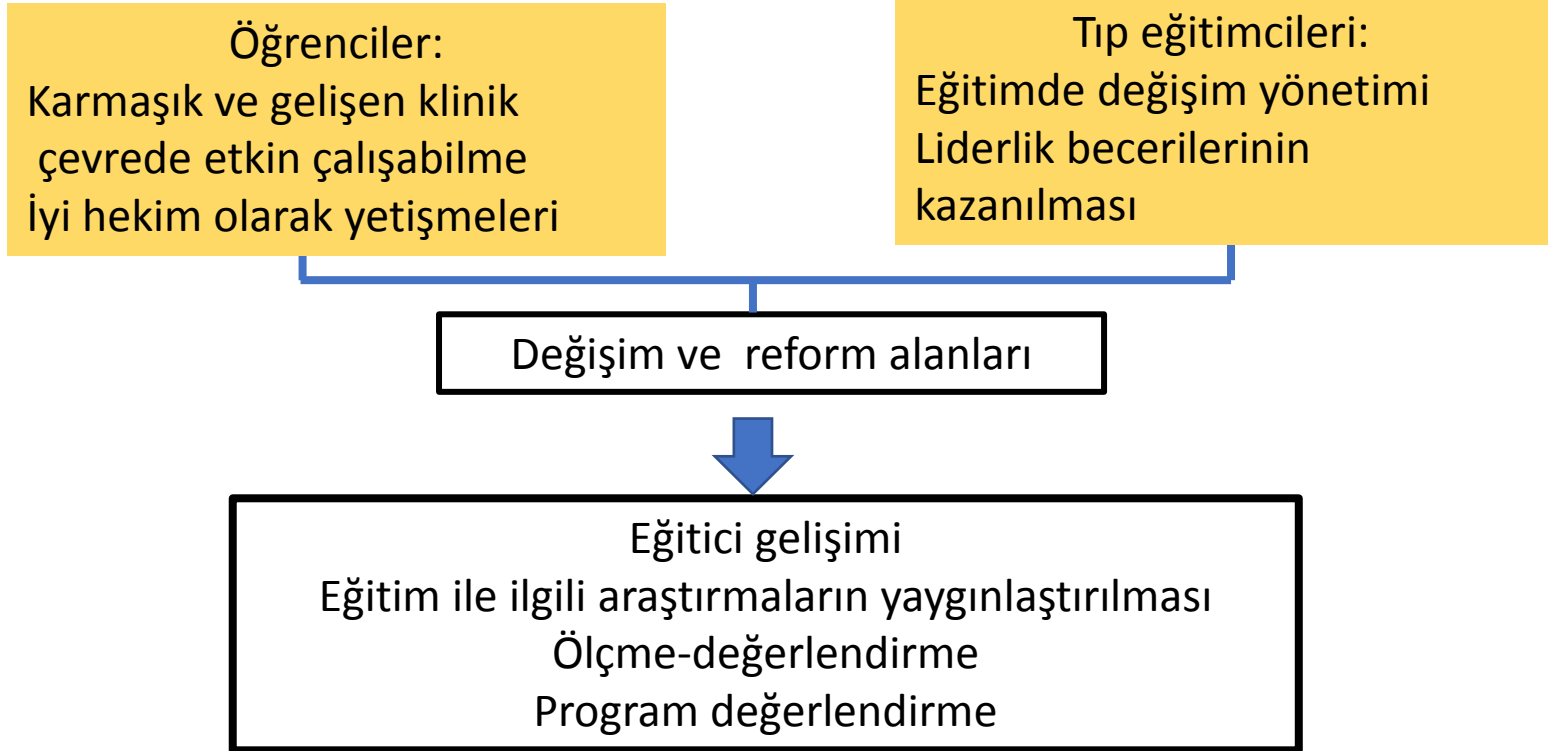 Öğrenciler:
Karmaşık ve gelişen klinik
çevrede etkin çalışabilme
İyi hekim olarak yetişmeleri
Tıp eğitimcileri:
Eğitimde değişim yönetimi
Liderlik becerilerinin
kazanılması
Değişim ve reform alanları
Eğitici gelişimi
Eğitim ile ilgili araştırmaların yaygınlaştırılması
Ölçme-değerlendirme
Program değerlendirme